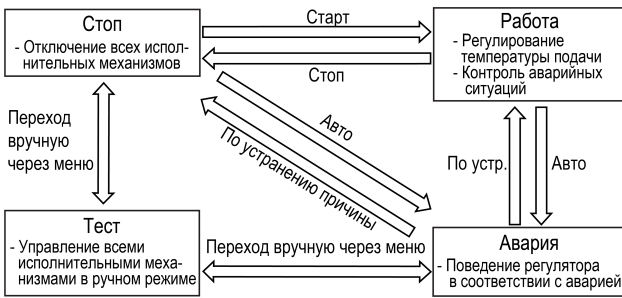 Стоп
- Отключение всех испол-
нительных механизмов
Старт
Стоп
Работа
- Регулирование
температуры подачи
- Контроль аварийных
ситуаций
Переход
вручную
через меню
Авто
По устранению причины
По устр.
Авто
Тест
- Управление всеми
исполнительными меха-
низмами в ручном режиме
Переход вручную через меню
Авария
- Поведение регулятора
в соответствии с аварией